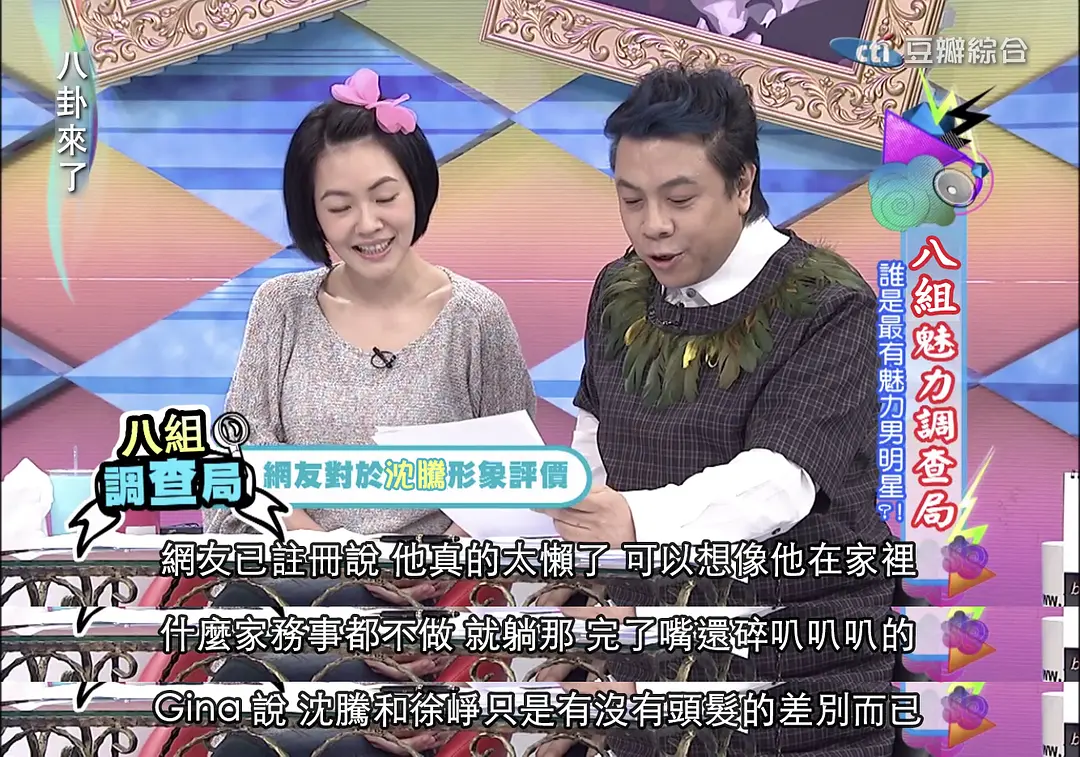 八卦來了
cti 豆瓣綜合
八組魅力調查局
誰是最有魅力男明星?!
八組
調查局
網友對於沈騰形象評價
網友已註冊說 他真的太懶了 可以想像他在家裡
什麼家務事都不做 就躺那 完了嘴還碎叭叭叭的
Gina 說 沈騰和徐崢只是有沒有頭髮的差別而已